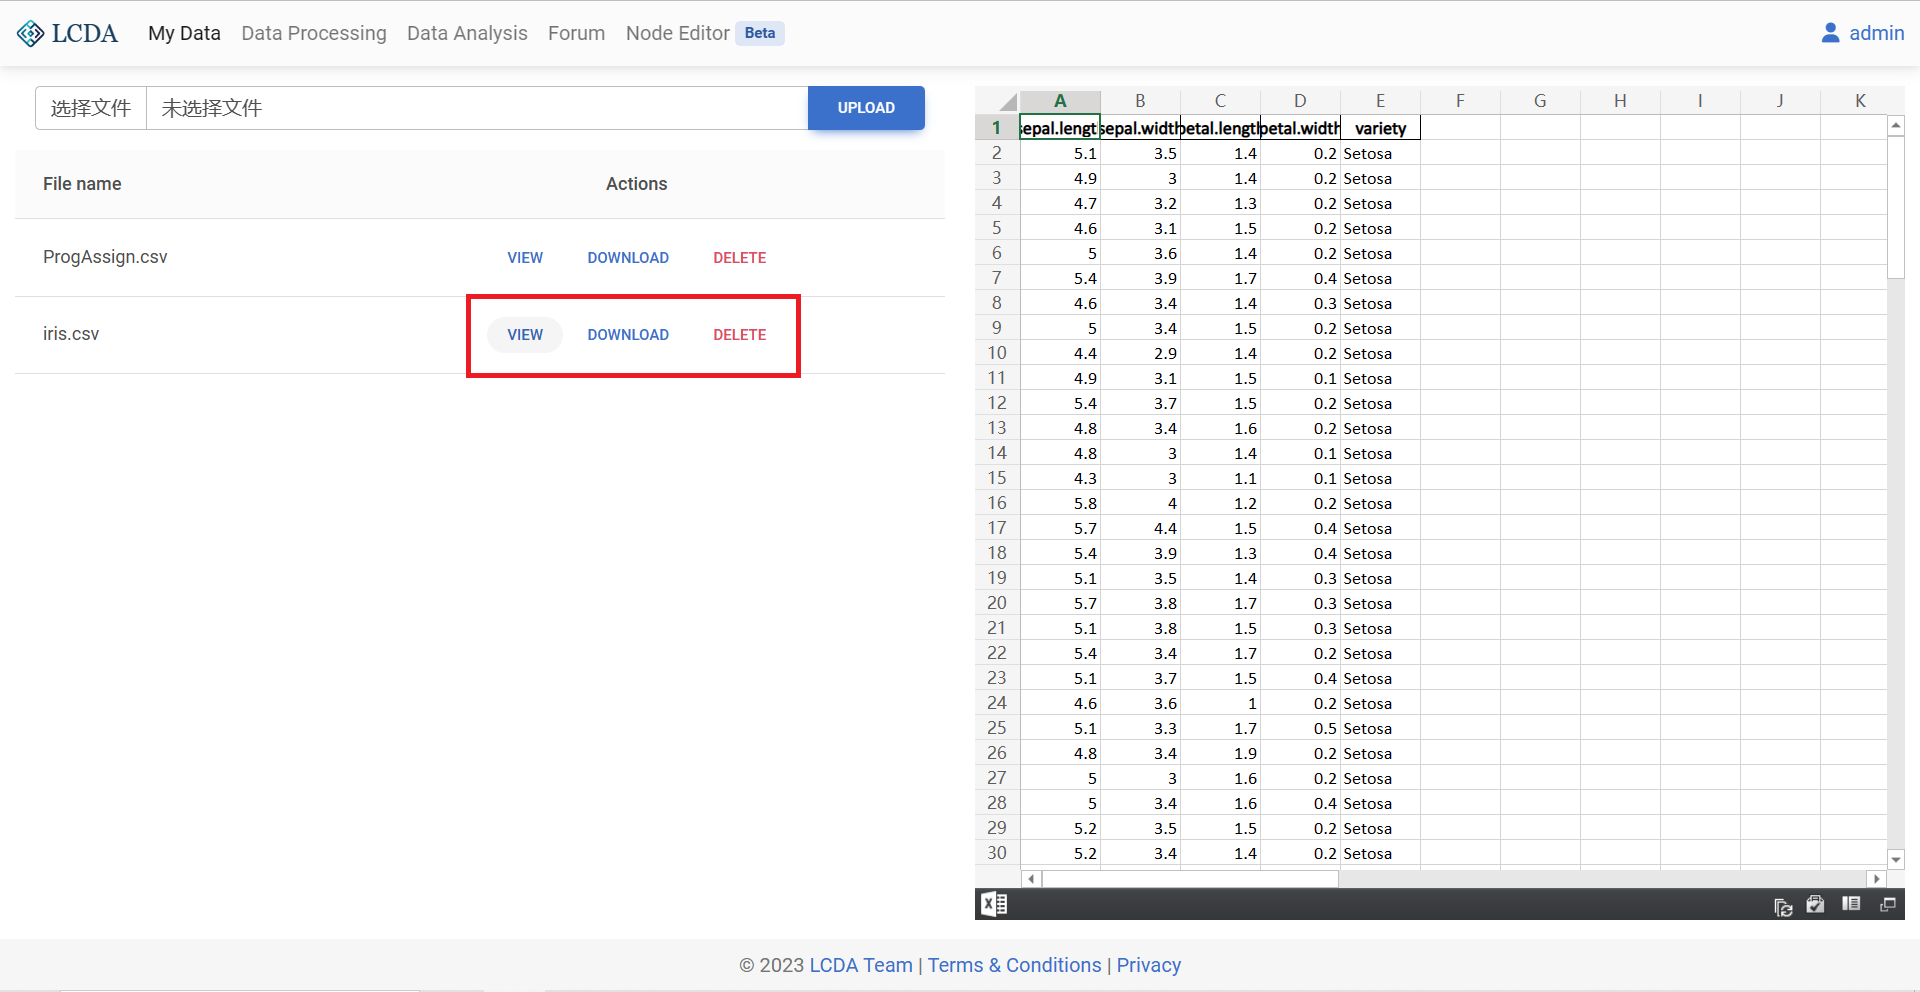 LCDA My Data Data Processing Data Analysis Forum Node Editor Beta admin
选择文件 未选择文件 UPLOAD
File name Actions
ProgAssign.csv VIEW DOWNLOAD DELETE
iris.csv VIEW DOWNLOAD DELETE
A B C D E F G H I J K
1 sepal.lengt sepal.width petal.length petal.width variety
2 5.1 3.5 1.4 0.2 Setosa
3 4.9 3 1.4 0.2 Setosa
4 4.7 3.2 1.3 0.2 Setosa
5 4.6 3.1 1.5 0.2 Setosa
6 5 3.6 1.4 0.2 Setosa
7 5.4 3.9 1.7 0.4 Setosa
8 4.6 3.4 1.4 0.3 Setosa
9 5 3.4 1.5 0.2 Setosa
10 4.4 2.9 1.4 0.2 Setosa
11 4.9 3.1 1.5 0.1 Setosa
12 5.4 3.7 1.5 0.2 Setosa
13 4.8 3.4 1.6 0.2 Setosa
14 4.8 3 1.4 0.1 Setosa
15 4.3 3 1.1 0.1 Setosa
16 5.8 4 1.2 0.2 Setosa
17 5.7 4.4 1.5 0.4 Setosa
18 5.4 3.9 1.3 0.4 Setosa
19 5.1 3.5 1.4 0.3 Setosa
20 5.7 3.8 1.7 0.3 Setosa
21 5.1 3.8 1.5 0.3 Setosa
22 5.4 3.4 1.7 0.2 Setosa
23 5.1 3.7 1.5 0.4 Setosa
24 4.6 3.6 1 0.2 Setosa
25 5.1 3.3 1.7 0.5 Setosa
26 4.8 3.4 1.9 0.2 Setosa
27 5 3 1.6 0.2 Setosa
28 5 3.4 1.6 0.4 Setosa
29 5.2 3.5 1.5 0.2 Setosa
30 5.2 3.4 1.4 0.2 Setosa
© 2023 LCDA Team | Terms & Conditions | Privacy